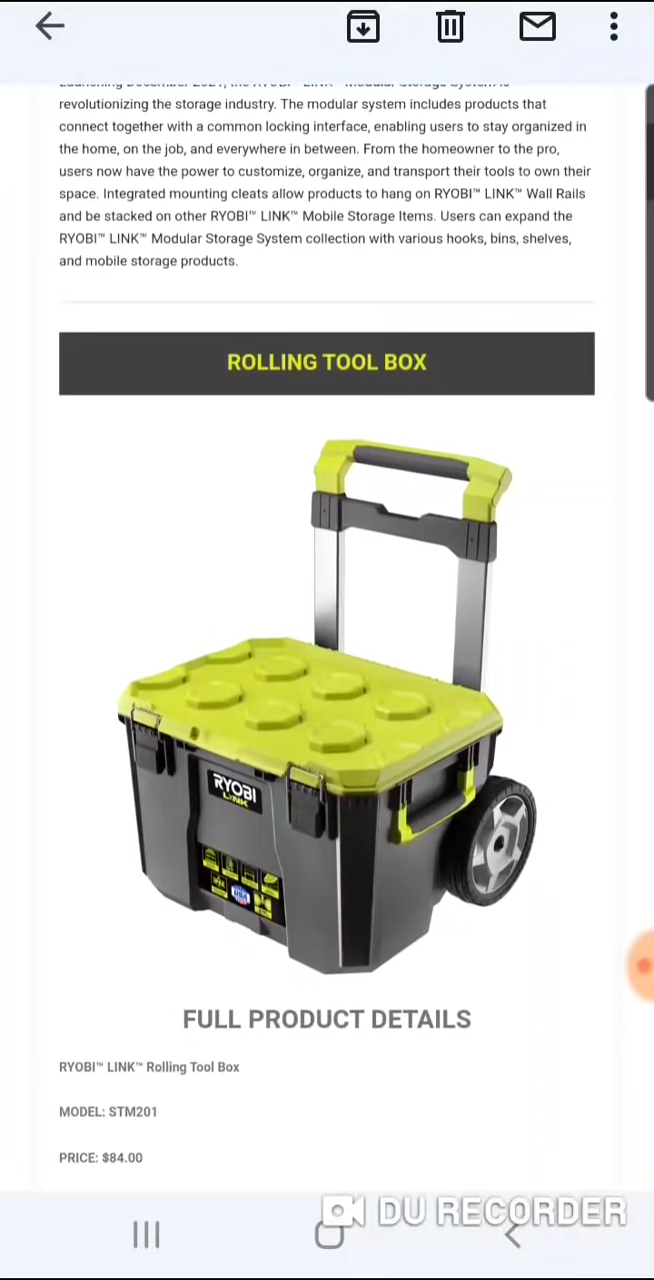 revolutionizing the storage industry. The modular system includes products that
connect together with a common locking interface, enabling users to stay organized in
the home, on the job, and everywhere in between. From the homeowner to the pro,
users now have the power to customize, organize, and transport their tools to own their
space. Integrated mounting cleats allow products to hang on RYOBI™ LINK™ Wall Rails
and be stacked on other RYOBI™ LINK™ Mobile Storage Items. Users can expand the
RYOBI™ LINK™ Modular Storage System collection with various hooks, bins, shelves,
and mobile storage products.
ROLLING TOOL BOX
RYOBI
LINK
USA
FULL PRODUCT DETAILS
RYOBI™ LINK™ Rolling Tool Box
MODEL: STM201
PRICE: $84.00
DU RECORDER